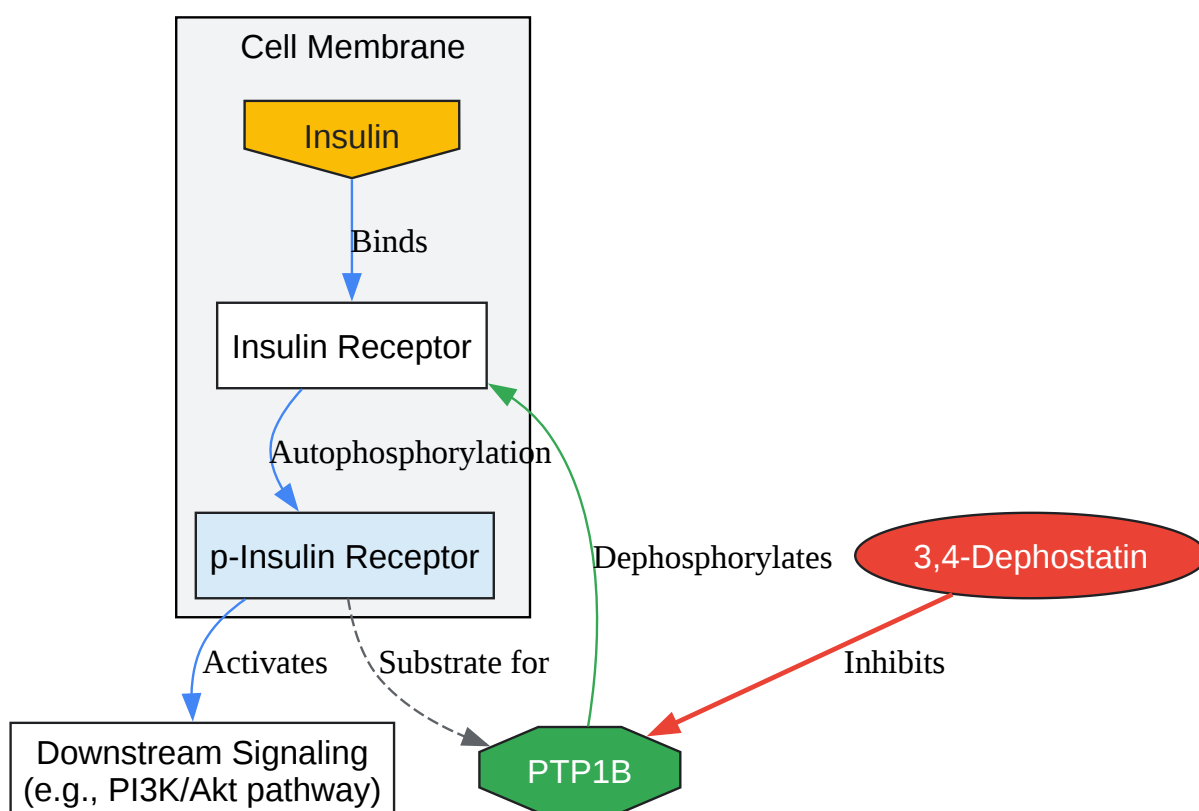 Cell Membrane
Insulin
Binds
Insulin Receptor
Autophosphorylation
p-Insulin Receptor
Dephosphorylates
3,4-Dephostatin
Activates
Substrate for
Inhibits
Downstream Signaling
(e.g., PI3K/Akt pathway)
PTP1B